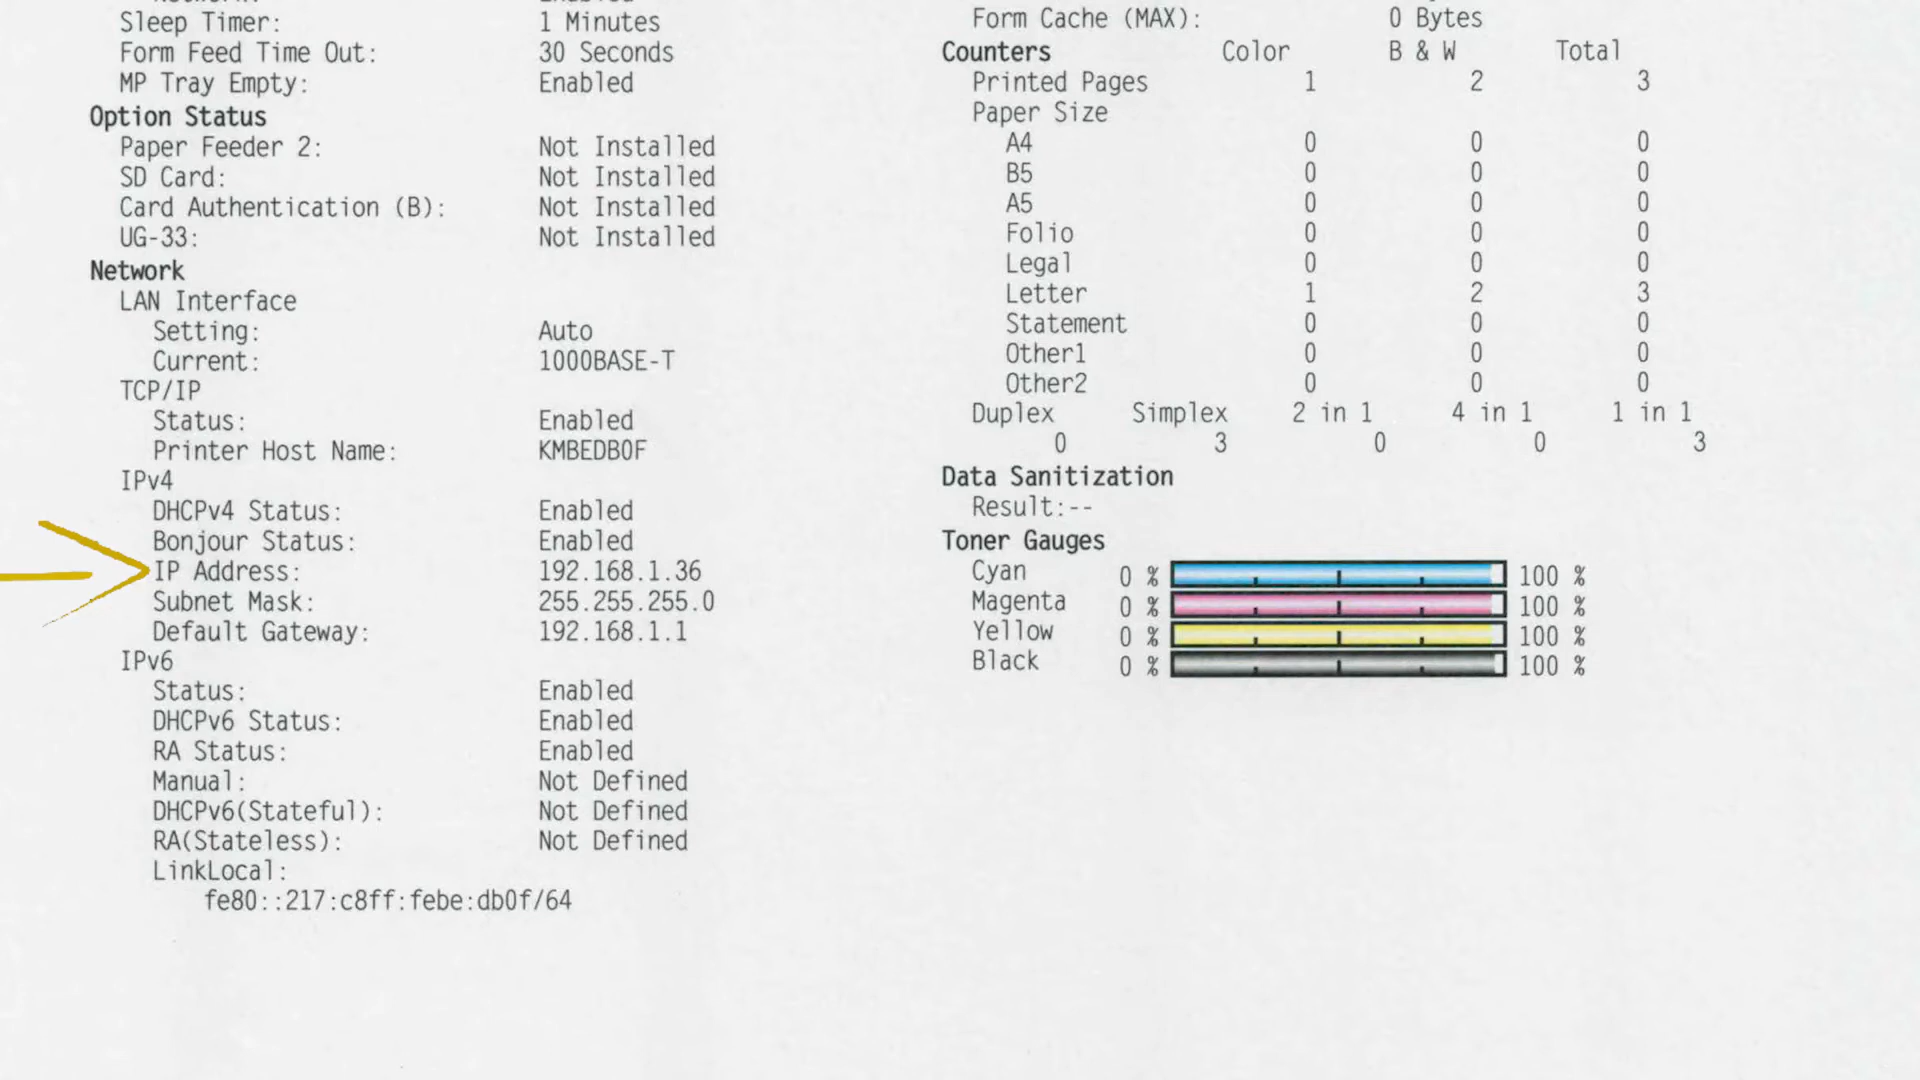 Sleep Timer: 1 Minutes
Form Feed Time Out: 30 Seconds
MP Tray Empty: Enabled
Option Status
Paper Feeder 2: Not Installed
SD Card: Not Installed
Card Authentication (B): Not Installed
UG-33: Not Installed
Network
LAN Interface
Setting: Auto
Current: 1000BASE-T
TCP/IP
Status: Enabled
Printer Host Name: KMBEDB0F
IPv4
DHCPv4 Status: Enabled
Bonjour Status: Enabled
IP Address: 192.168.1.36
Subnet Mask: 255.255.255.0
Default Gateway: 192.168.1.1
IPv6
Status: Enabled
DHCPv6 Status: Enabled
RA Status: Enabled
Manual: Not Defined
DHCPv6(Stateful): Not Defined
RA(Stateless): Not Defined
LinkLocal:
fe80::217:c8ff:febe:db0f/64
Form Cache (MAX): 0 Bytes
Counters Color B & W Total
Printed Pages 1 2 3
Paper Size
A4 0 0 0
B5 0 0 0
A5 0 0 0
Folio 0 0 0
Legal 0 0 0
Letter 1 2 3
Statement 0 0 0
Other1 0 0 0
Other2 0 0 0
Duplex Simplex 2 in 1 4 in 1 1 in 1
0 3 0 0 3
Data Sanitization
Result:--
Toner Gauges
Cyan 0 % 100 %
Magenta 0 % 100 %
Yellow 0 % 100 %
Black 0 % 100 %